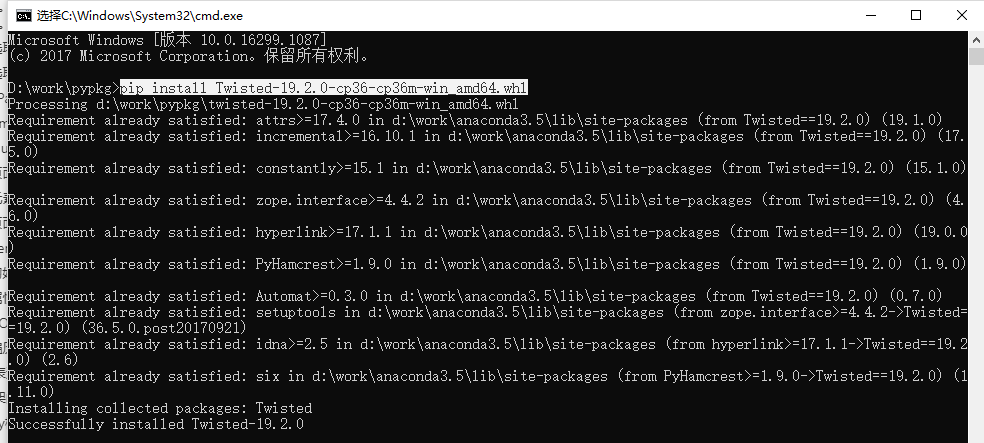 选择C:\Windows\System32\cmd.exe
Microsoft Windows [版本 10.0.16299.1087]
(c) 2017 Microsoft Corporation。保留所有权利。
D:\work\pypkg>pip install Twisted-19.2.0-cp36-cp36m-win_amd64.whl
Processing d:\work\pypkg\twisted-19.2.0-cp36-cp36m-win_amd64.whl
Requirement already satisfied: attrs>=17.4.0 in d:\work\anaconda3.5\lib\site-packages (from Twisted==19.2.0) (19.1.0)
Requirement already satisfied: incremental>=16.10.1 in d:\work\anaconda3.5\lib\site-packages (from Twisted==19.2.0) (17.
5.0)
Requirement already satisfied: constantly>=15.1 in d:\work\anaconda3.5\lib\site-packages (from Twisted==19.2.0) (15.1.0)
Requirement already satisfied: zope.interface>=4.4.2 in d:\work\anaconda3.5\lib\site-packages (from Twisted==19.2.0) (4.
6.0)
Requirement already satisfied: hyperlink>=17.1.1 in d:\work\anaconda3.5\lib\site-packages (from Twisted==19.2.0) (19.0.0
)
Requirement already satisfied: PyHamcrest>=1.9.0 in d:\work\anaconda3.5\lib\site-packages (from Twisted==19.2.0) (1.9.0)
Requirement already satisfied: Automat>=0.3.0 in d:\work\anaconda3.5\lib\site-packages (from Twisted==19.2.0) (0.7.0)
Requirement already satisfied: setuptools in d:\work\anaconda3.5\lib\site-packages (from zope.interface>=4.4.2->Twisted=
=19.2.0) (36.5.0.post20170921)
Requirement already satisfied: idna>=2.5 in d:\work\anaconda3.5\lib\site-packages (from hyperlink>=17.1.1->Twisted==19.2
.0) (2.6)
Requirement already satisfied: six in d:\work\anaconda3.5\lib\site-packages (from PyHamcrest>=1.9.0->Twisted==19.2.0) (1
.11.0)
Installing collected packages: Twisted
Successfully installed Twisted-19.2.0